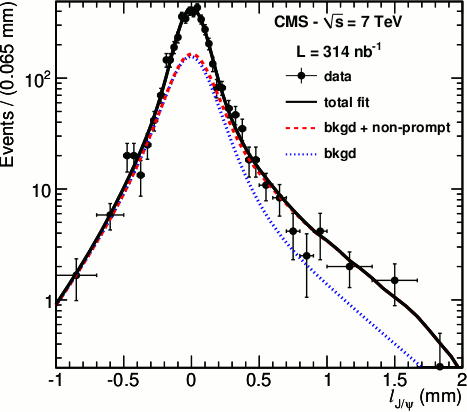 CMS - √s = 7 TeV
L = 314 nb⁻¹
data
total fit
bkgd + non-prompt
bkgd
Events / (0.065 mm)
10²
10
1
-1 -0.5 0 0.5 1 1.5 2
l_{J/ψ} (mm)